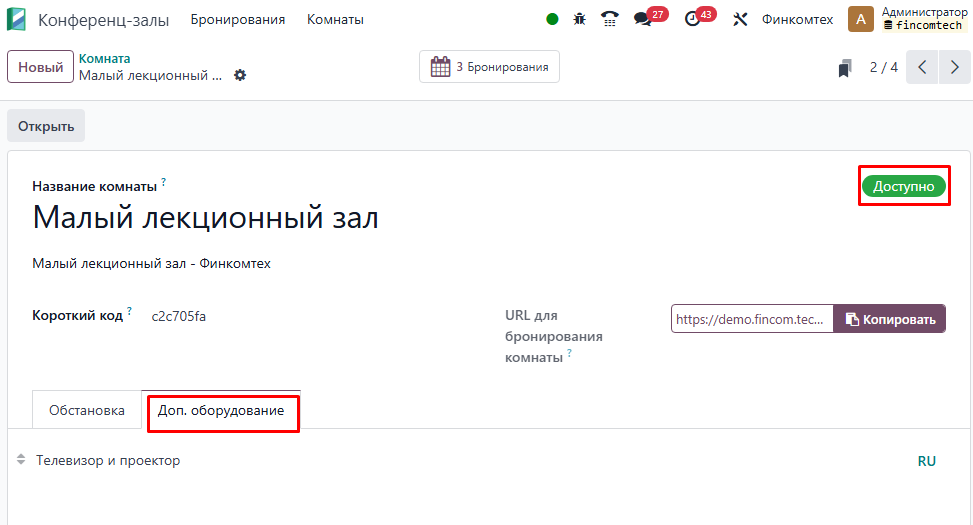 Конференц-залы Бронирования Комнаты 27 43 Финкомтех A Администратор
fincomtech
Новый Комната
Малый лекционный ... 3 Бронирования 2 / 4
Открыть
Название комнаты ? Доступно
Малый лекционный зал
Малый лекционный зал - Финкомтех
Короткий код ? c2c705fa URL для бронирования комнаты ? https://demo.fincom.tec... Копировать
Обстановка Доп. оборудование
Телевизор и проектор RU